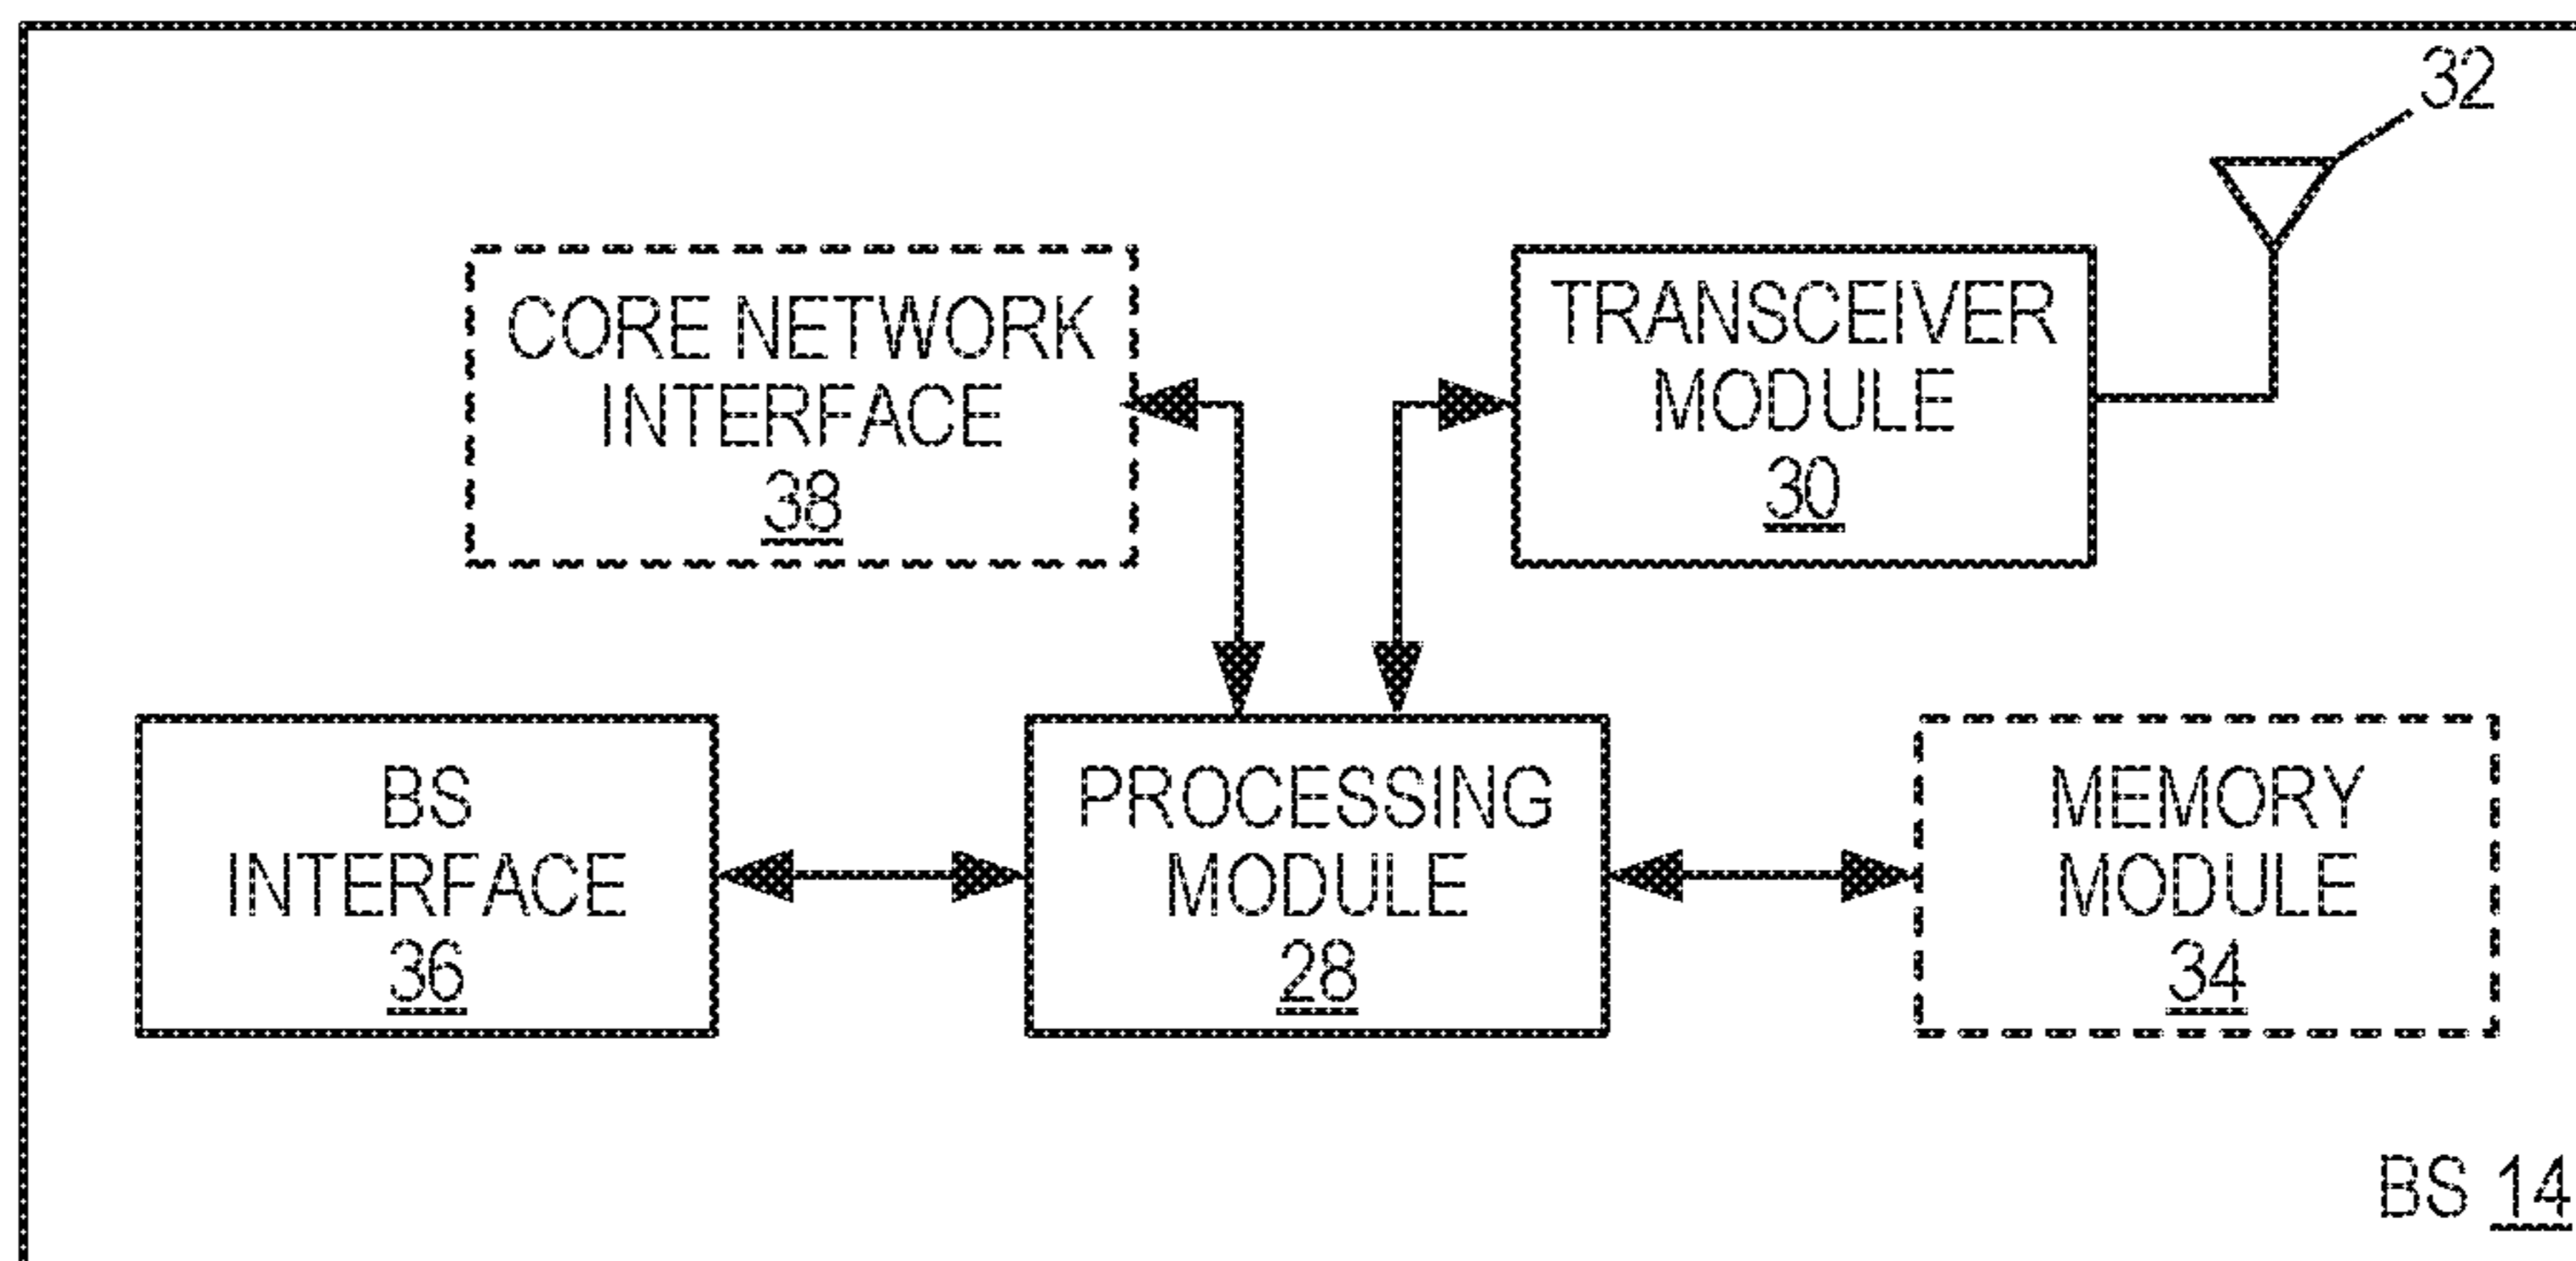 32
CORE NETWORK
INTERFACE
38
TRANSCEIVER
MODULE
30
BS
INTERFACE
36
PROCESSING
MODULE
28
MEMORY
MODULE
34
BS 14